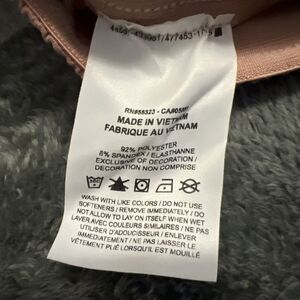 RN#55323 - CA#05
MADE IN VIETNAM
FABRIQUE AU VIETNAM
92% POLYESTER
8% SPANDEX / ELASTHANNE
EXCLUSIVE OF DECORATION /
DECORATION NON COMPRISE
WASH WITH LIKE COLORS / DO NOT USE
SOFTENERS / REMOVE IMMEDIATELY / DO
NOT ALLOW TO LAY ON ITSELF WHEN WET
LAVER AVEC COULEURS SIMILAIRES / NE PAS
UTILISER D'ADOUCISSEUR / ENLEVER
IMMEDIATEMENT / NE PAS LAISSER LE
VÊTEMENT PLIÉ LORSQU'IL EST MOUILLÉ